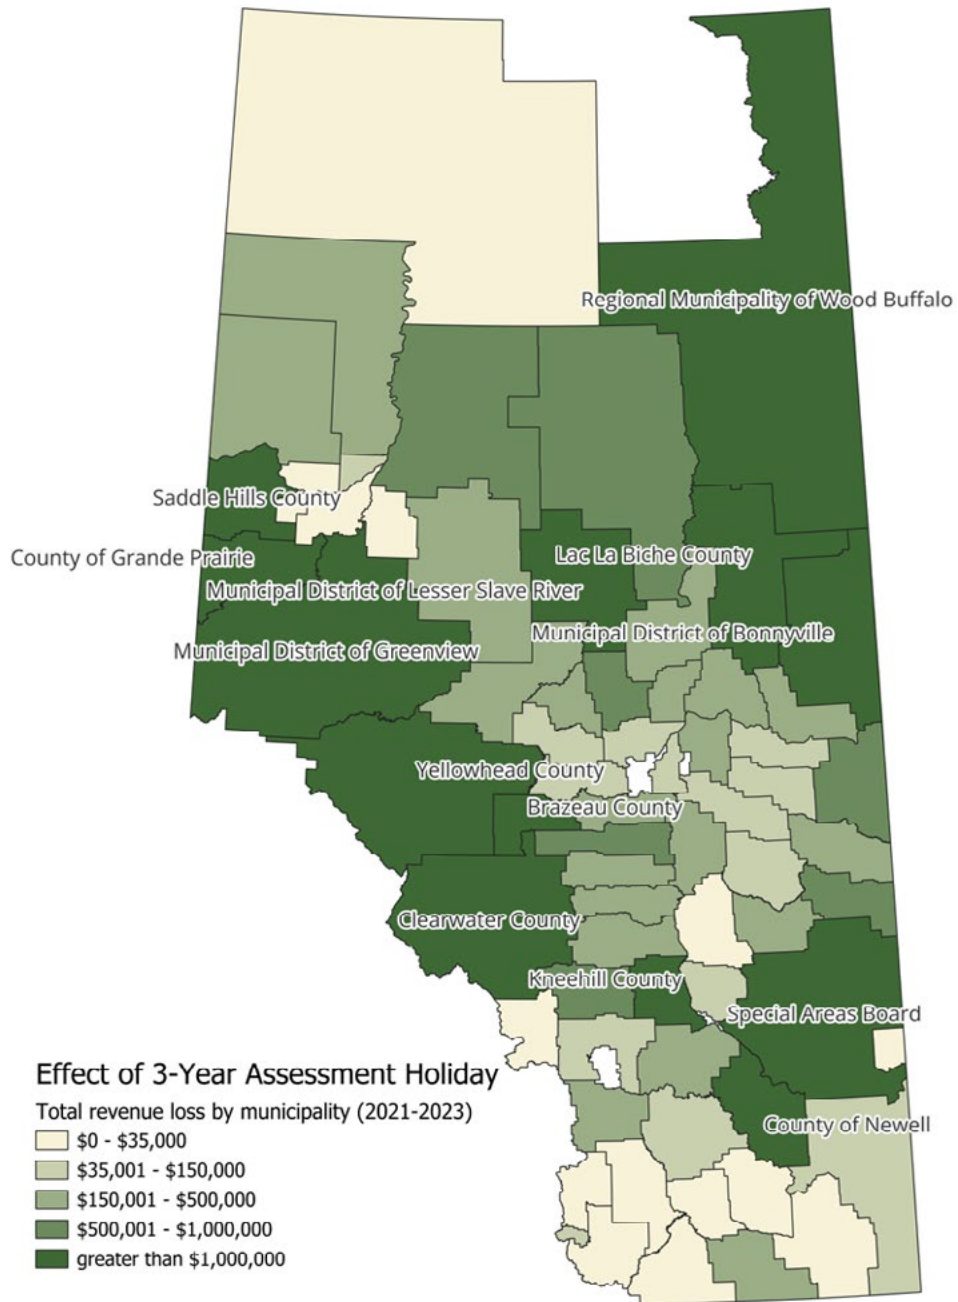 Regional Municipality of Wood Buffalo
Saddle Hills County
County of Grande Prairie
Lac La Biche County
Municipal District of Lesser Slave River
Municipal District of Bonnyville
Municipal District of Greenview
Yellowhead County
Brazeau County
Clearwater County
Kneehill County
Special Areas Board
County of Newell
Effect of 3-Year Assessment Holiday
Total revenue loss by municipality (2021-2023)
$0 - $35,000
$35,001 - $150,000
$150,001 - $500,000
$500,001 - $1,000,000
greater than $1,000,000